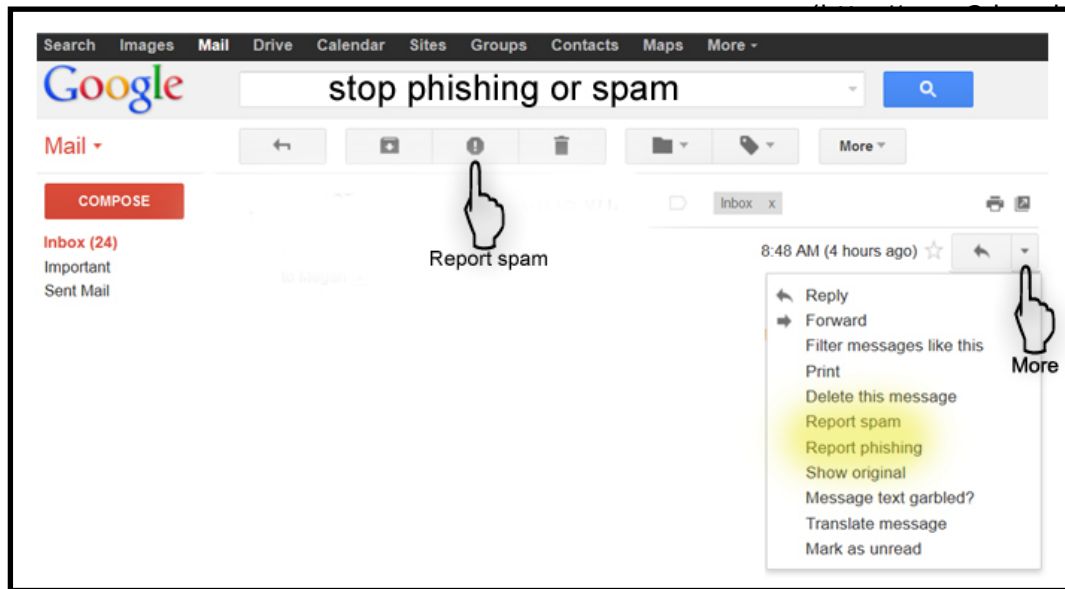 Search Images Mail Drive Calendar Sites Groups Contacts Maps More
Google stop phishing or spam
Mail More
COMPOSE Inbox x
Inbox (24) Report spam 8:48 AM (4 hours ago)
Important
Sent Mail
Reply
Forward
Filter messages like this
Print More
Delete this message
Report spam
Report phishing
Show original
Message text garbled?
Translate message
Mark as unread